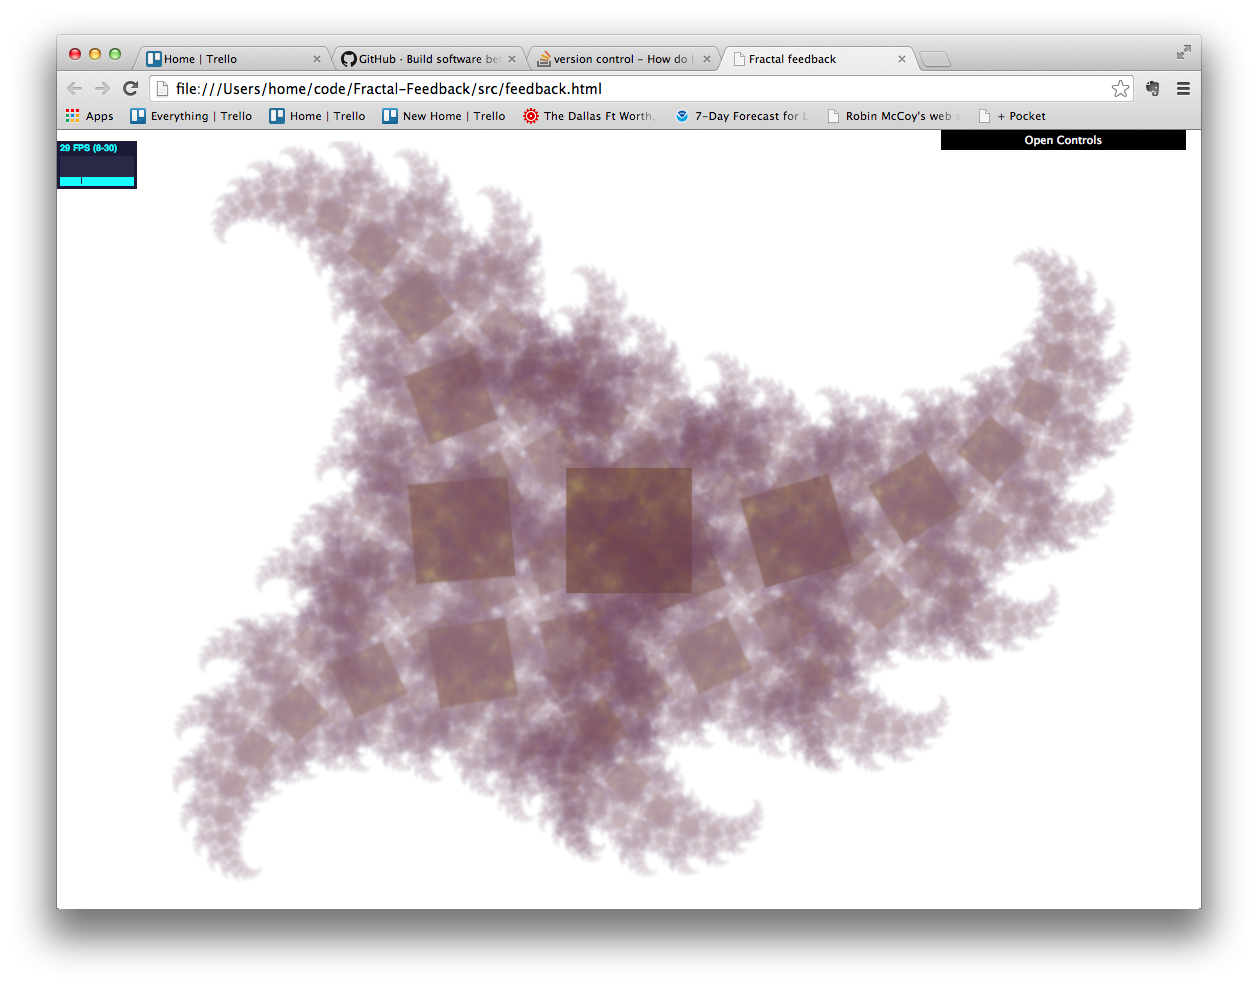 Home | Trello
GitHub · Build software be
version control – How do I
Fractal feedback
file:///Users/home/code/Fractal-Feedback/src/feedback.html
Apps
Everything | Trello
Home | Trello
New Home | Trello
The Dallas Ft Worth,
7-Day Forecast for L
Robin McCoy's web s
+ Pocket
29 FPS (8-30)
Open Controls